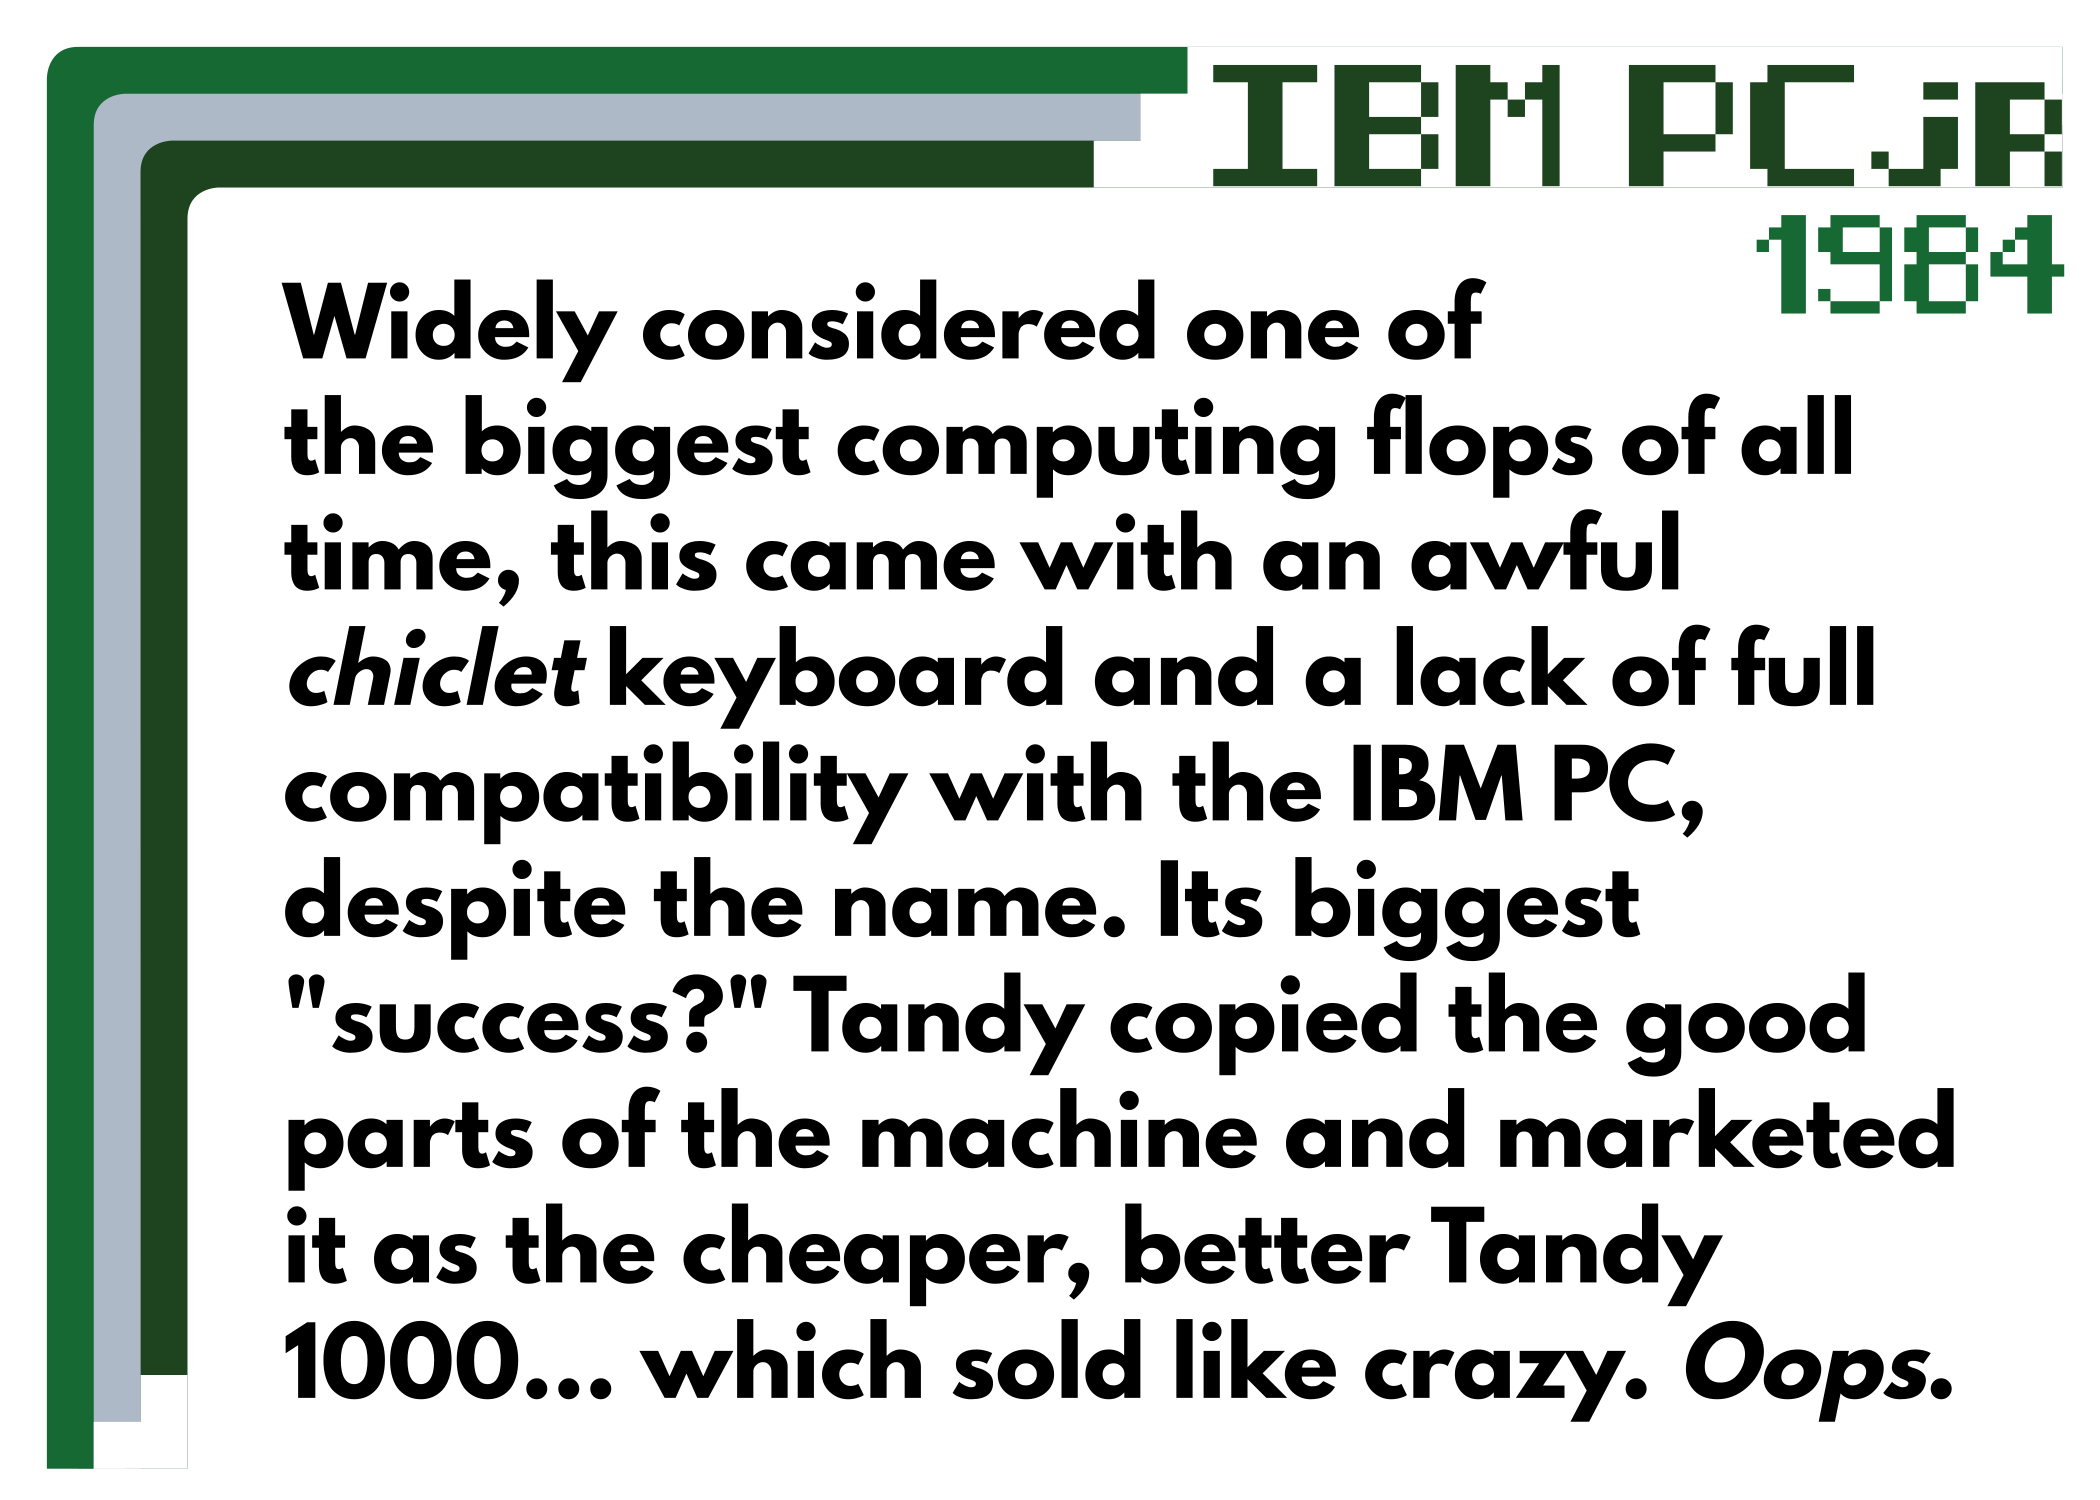 IBM PCjR
1984
Widely considered one of
the biggest computing flops of all
time, this came with an awful
chiclet keyboard and a lack of full
compatibility with the IBM PC,
despite the name. Its biggest
"success?" Tandy copied the good
parts of the machine and marketed
it as the cheaper, better Tandy
1000... which sold like crazy. Oops.